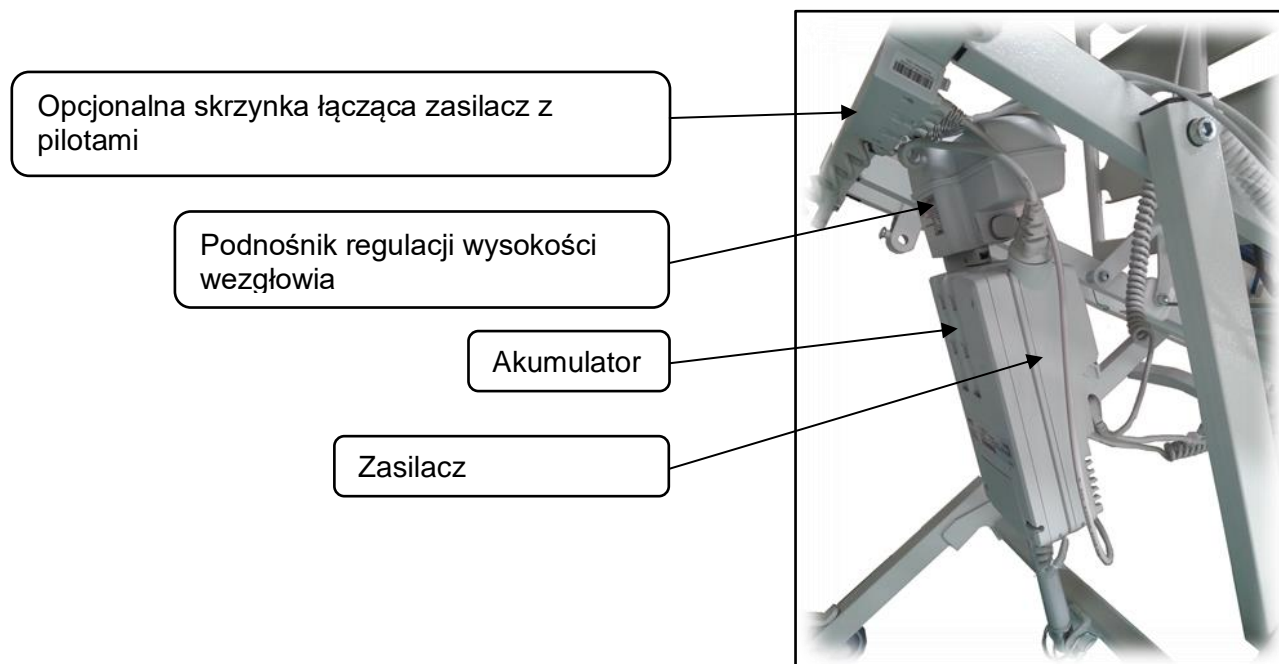 Opcjonalna skrzynka łącząca zasilacz z
pilotami
Podnośnik regulacji wysokości
wezgłowia
Akumulator
Zasilacz